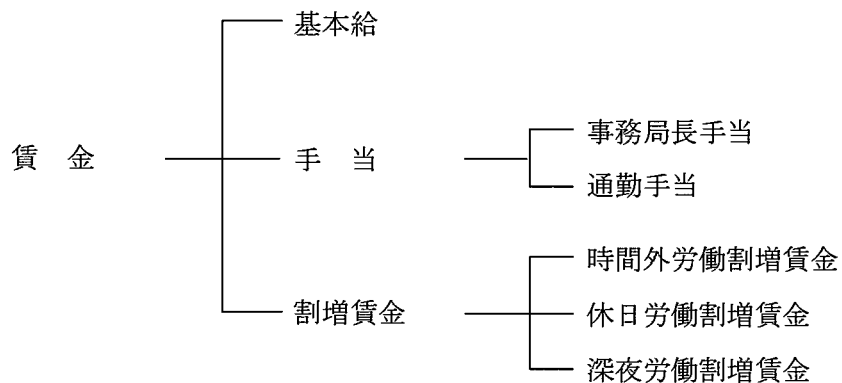 基本給
賃 金
手 当
事務局長手当
通勤手当
割増賃金
時間外労働割増賃金
休日労働割増賃金
深夜労働割増賃金